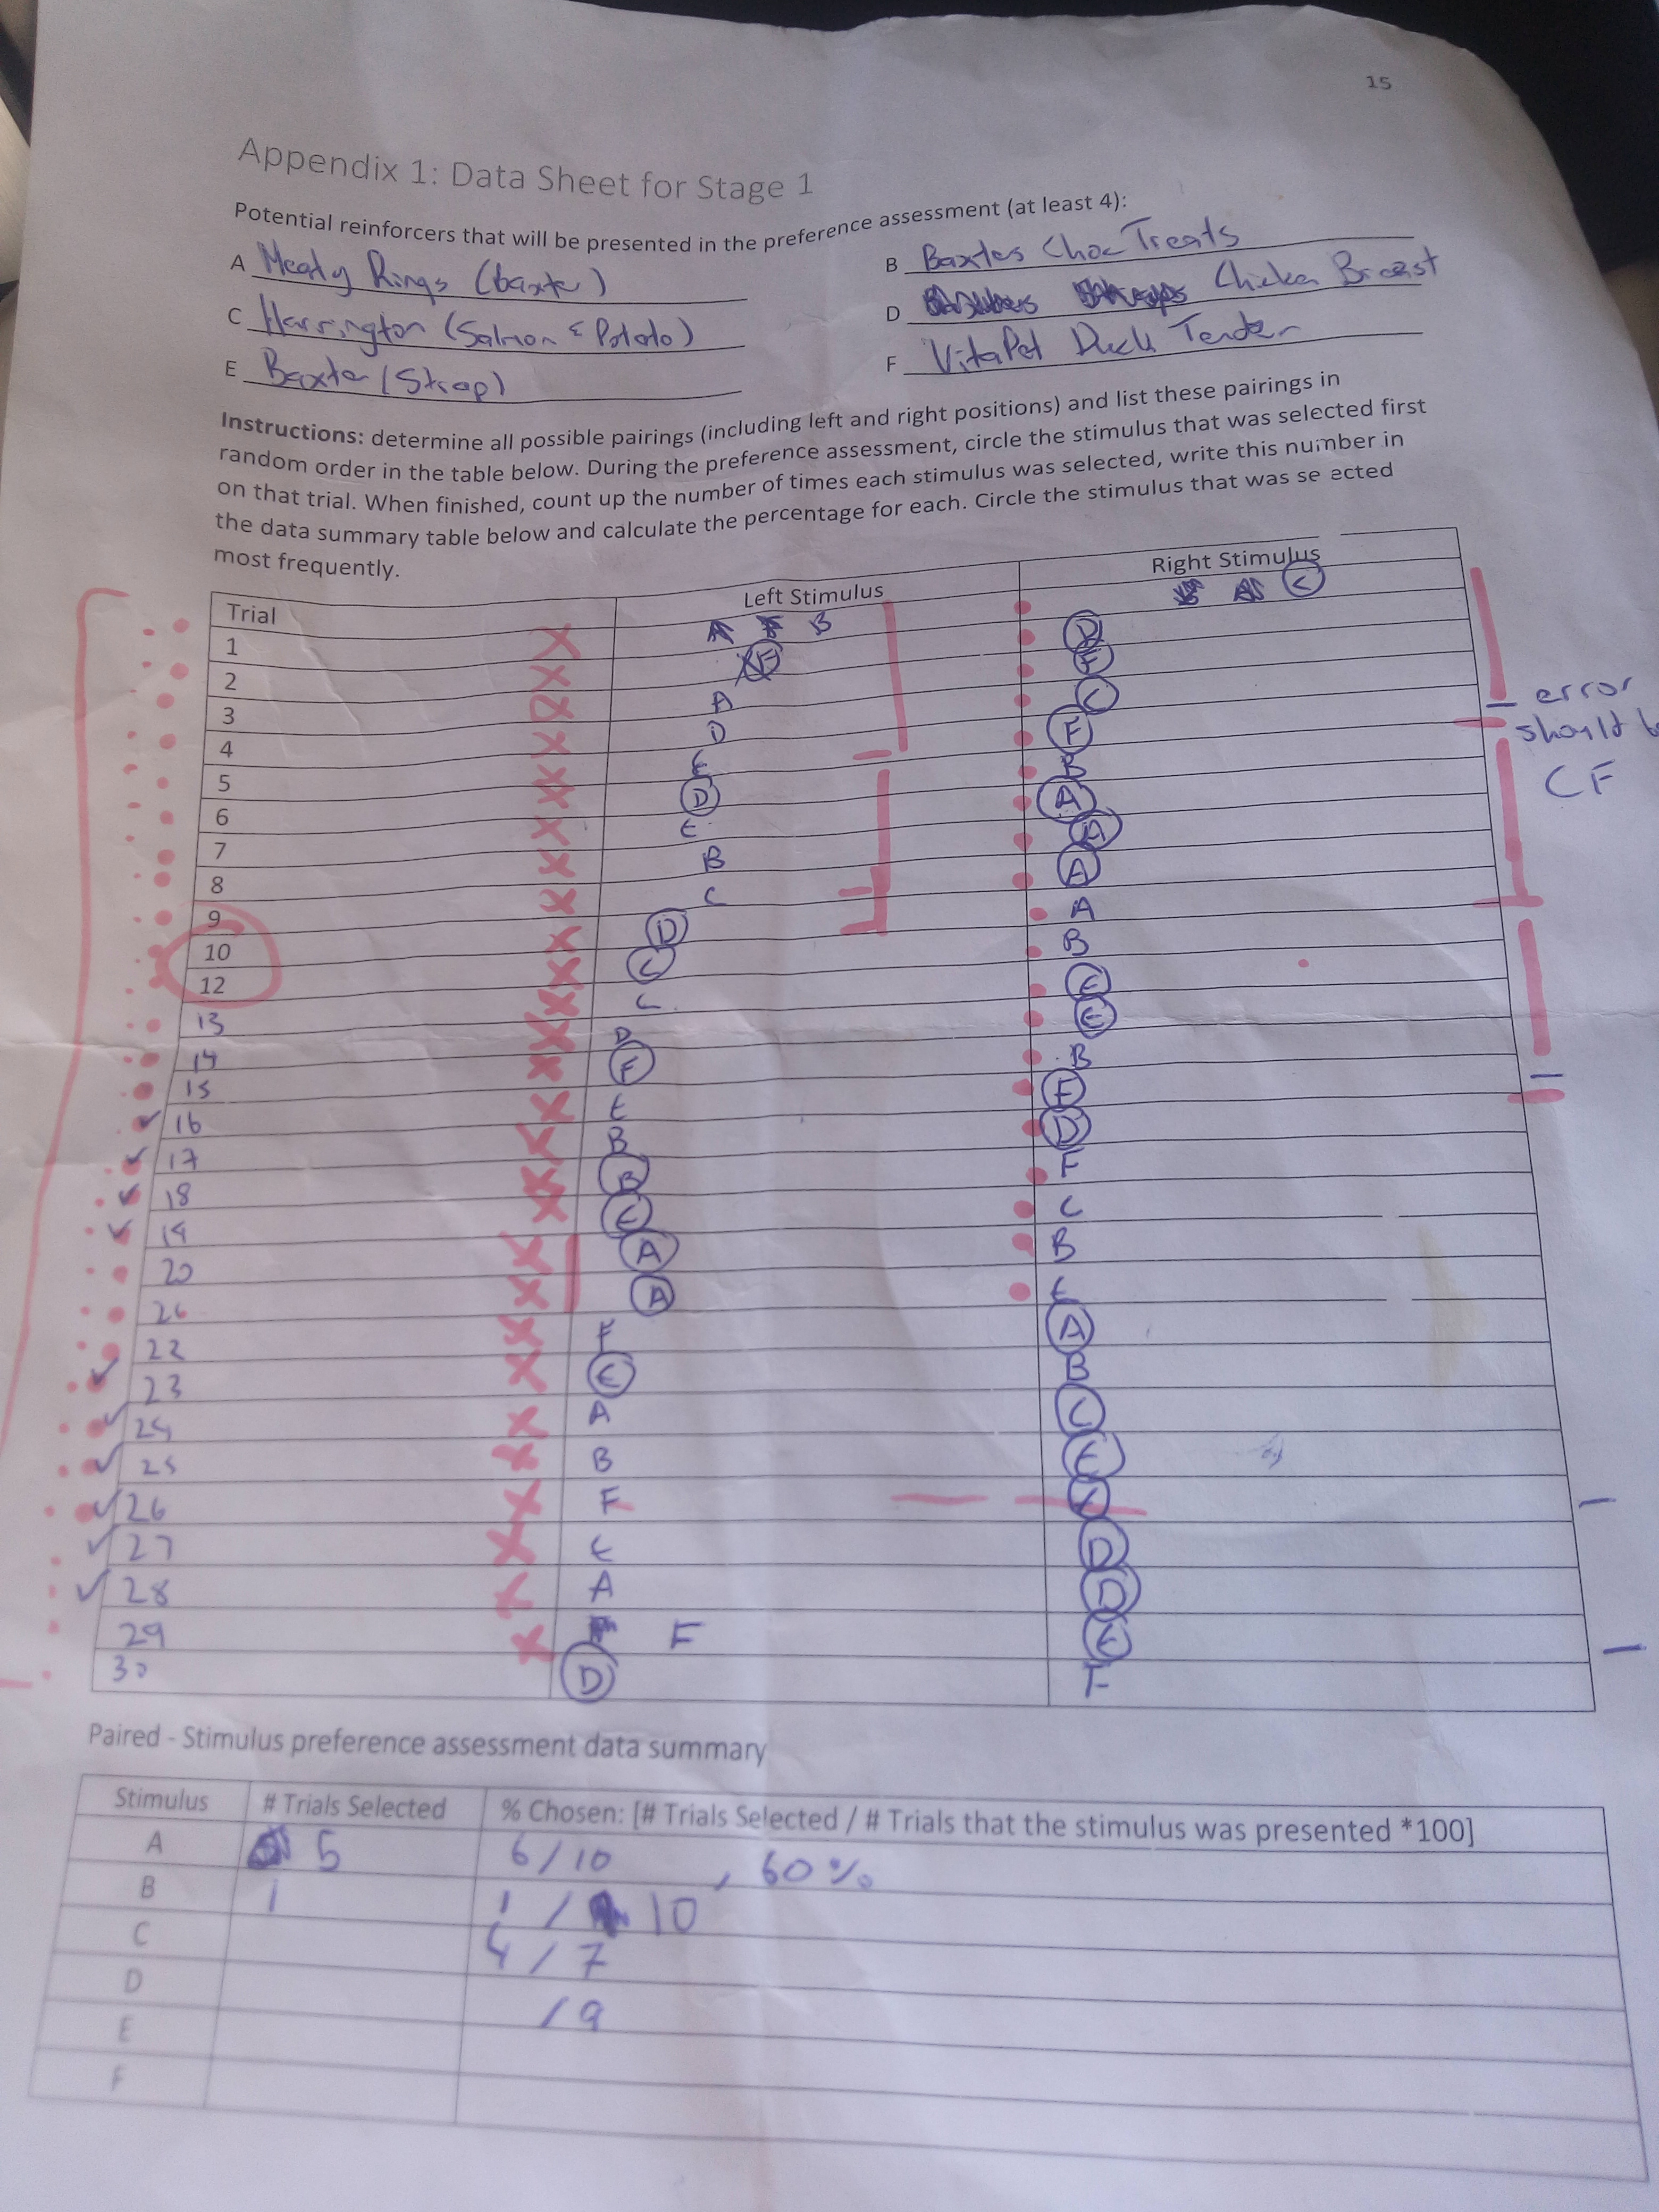 15
Appendix 1: Data Sheet for Stage 1
Potential reinforcers that will be presented in the preference assessment (at least 4):
A Meaty Rings (baxter)
B Baxters Choc Treats
C Harrington (Salmon & Potato)
D Chicken Breast
E Baxter (Strap)
F VitaPet Duck Tender
Instructions: determine all possible pairings (including left and right positions) and list these pairings in
random order in the table below. During the preference assessment, circle the stimulus that was selected first
on that trial. When finished, count up the number of times each stimulus was selected, write this number in
the data summary table below and calculate the percentage for each. Circle the stimulus that was se ected
most frequently.
Trial Left Stimulus Right Stimulus
1 B C
2 D
3 A
4 D C
5 F
6 D B
7 E A
8 B A
9 C A
10 D A
12 C B
13 C E
14 D E
15 F B
16 E F
17 B D
18 B F
19 C
20 A B
26 A
22 F A
23 E B
24 A C
25 B
26 F
27 E D
28 A D
29 F
30 D F
error
should b
CF
Paired - Stimulus preference assessment data summary
Stimulus # Trials Selected % Chosen: [# Trials Selected / # Trials that the stimulus was presented *100]
A 5 6/10, 60%
B 1 1/10
C 4/7
D /9
E
F